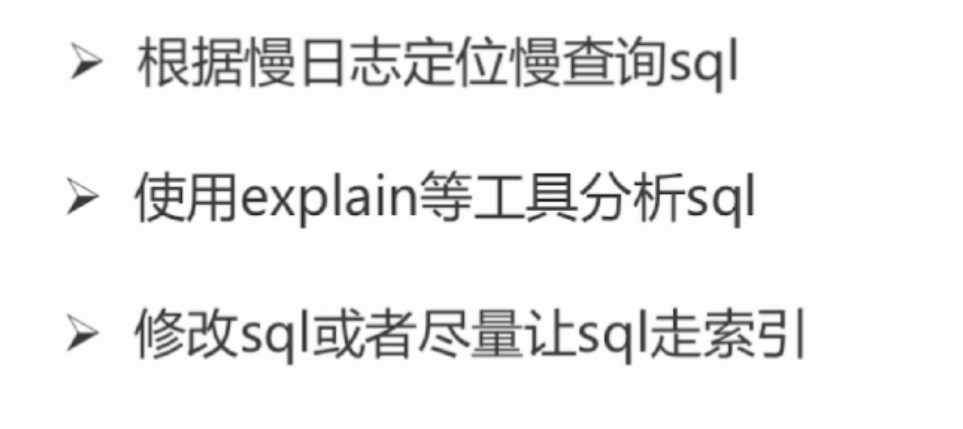 ➢ 根据慢日志定位慢查询sql
➢ 使用explain等工具分析sql
➢ 修改sql或者尽量让sql走索引